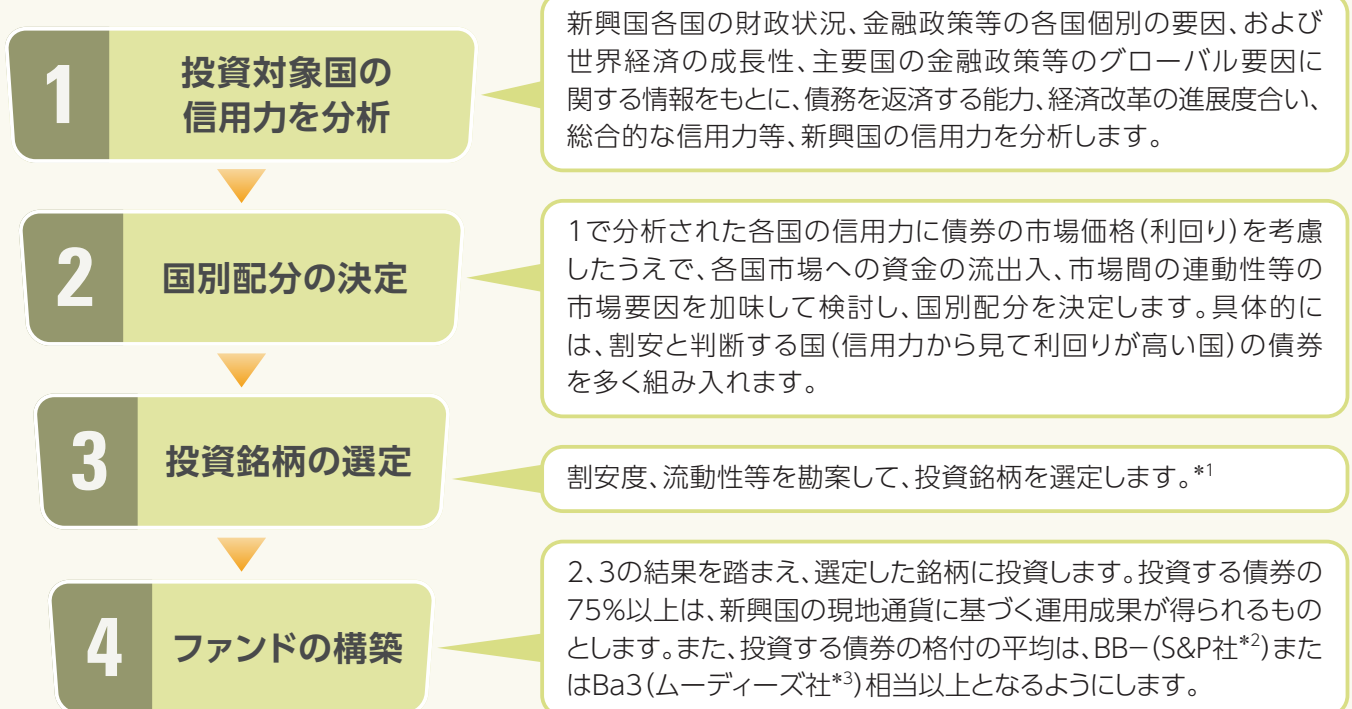 1
投資対象国の
信用力を分析
新興国各国の財政状況、金融政策等の各国個別の要因、および
世界経済の成長性、主要国の金融政策等のグローバル要因に
関する情報をもとに、債務を返済する能力、経済改革の進展度合い、
総合的な信用力等、新興国の信用力を分析します。
2
国別配分の決定
1で分析された各国の信用力に債券の市場価格(利回り)を考慮
したうえで、各国市場への資金の流出入、市場間の連動性等の
市場要因を加味して検討し、国別配分を決定します。具体的に
は、割安と判断する国(信用力から見て利回りが高い国)の債券
を多く組み入れます。
3
投資銘柄の選定
割安度、流動性等を勘案して、投資銘柄を選定します。*1
4
ファンドの構築
2、3の結果を踏まえ、選定した銘柄に投資します。投資する債券の
75%以上は、新興国の現地通貨に基づく運用成果が得られるもの
とします。また、投資する債券の格付の平均は、BB−(S&P社*2)また
はBa3(ムーディーズ社*3)相当以上となるようにします。